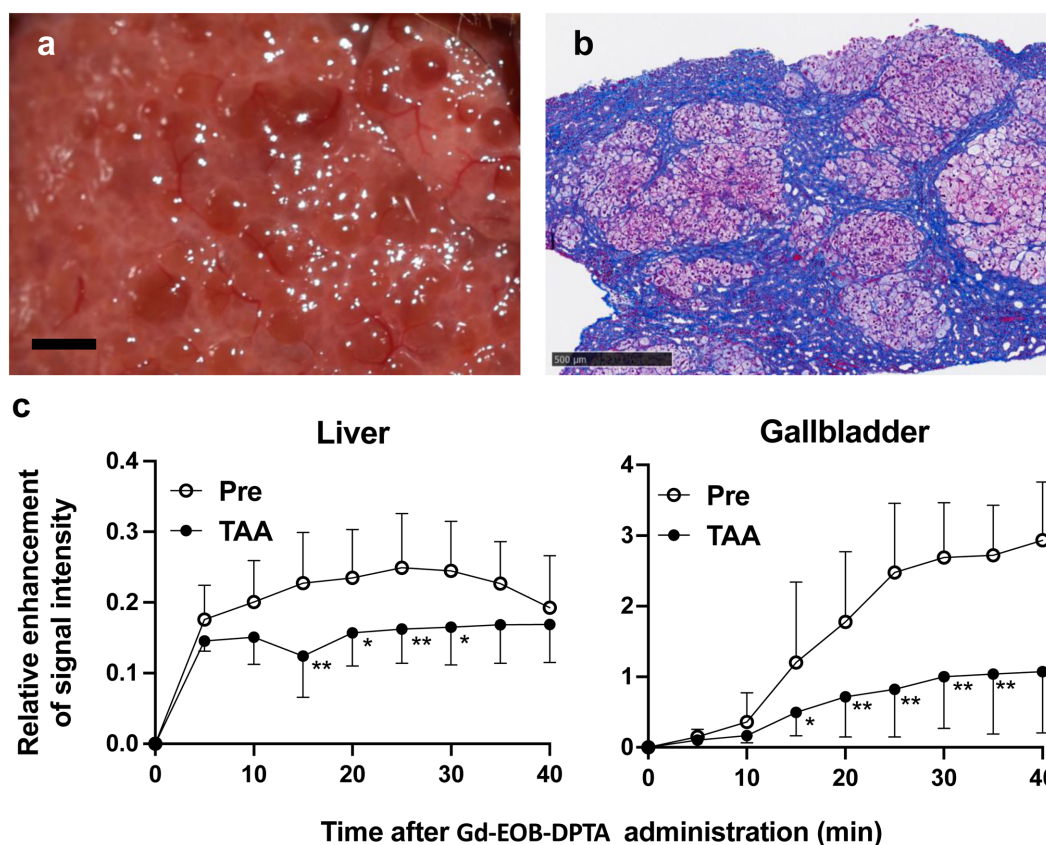 a
b
500 µm
c
Liver
Gallbladder
Relative enhancement
of signal intensity
0.4
0.3
0.2
0.1
0.0
Pre
TAA
**
*
**
*
0
10
20
30
40
4
3
2
1
0
Pre
TAA
*
**
**
**
**
0
10
20
30
40
Time after Gd-EOB-DPTA administration (min)